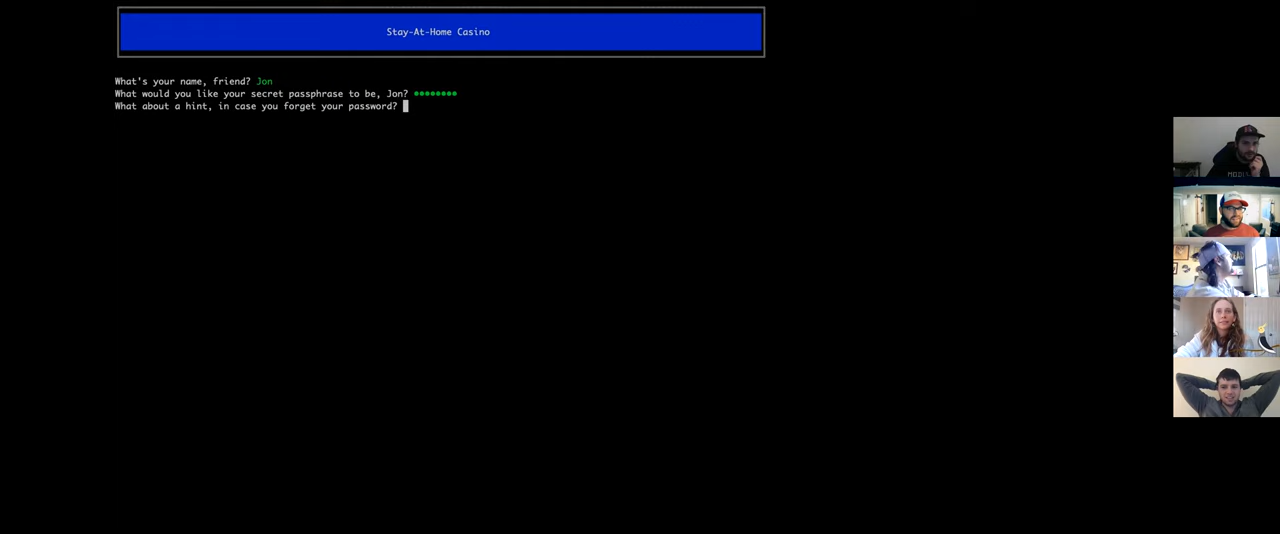 Stay-At-Home Casino
What's your name, friend? Jon
What would you like your secret passphrase to be, Jon? ●●●●●●●●
What about a hint, in case you forget your password?